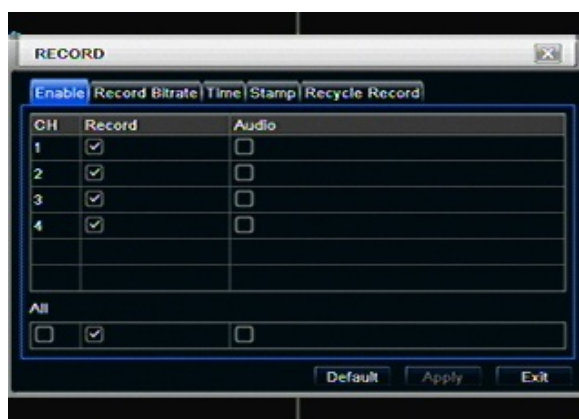 RECORD
Enable Record Bitrate Time Stamp Recycle Record
CH Record Audio
1
2
3
4
All
Default Apply Exit